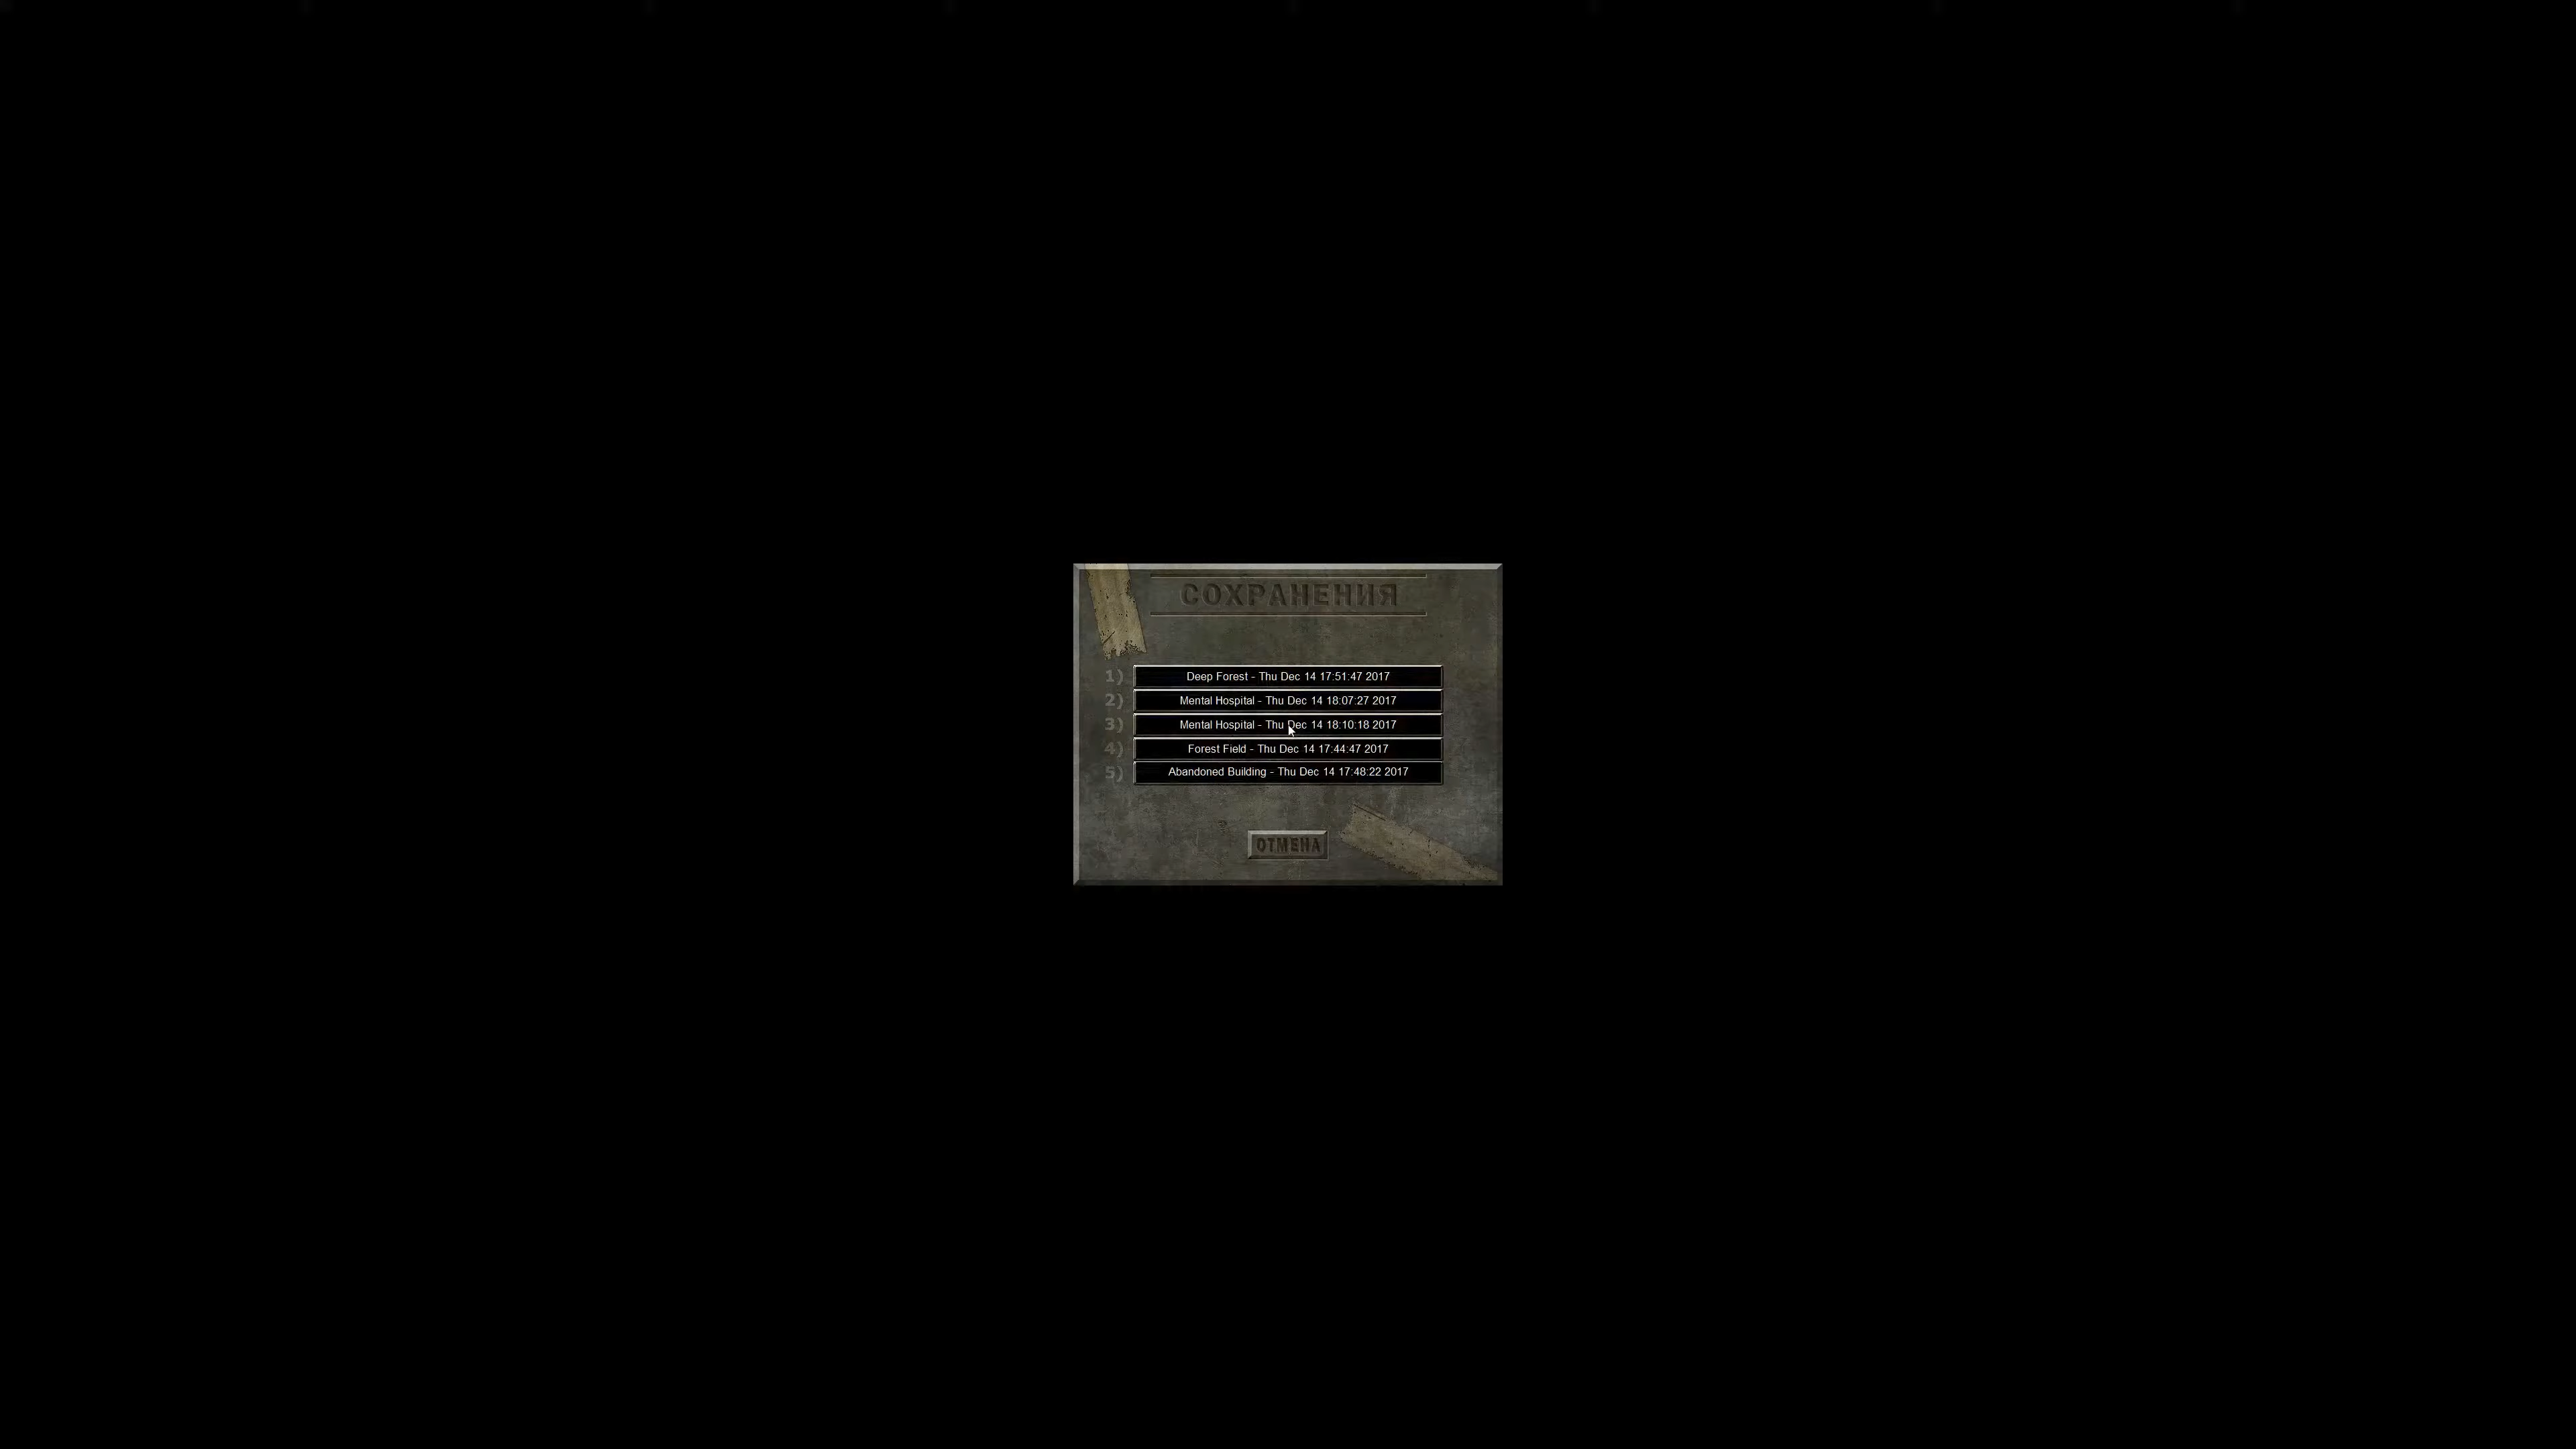 СОХРАНЕНИЯ
1) Deep Forest - Thu Dec 14 17:51:47 2017
2) Mental Hospital - Thu Dec 14 18:07:27 2017
3) Mental Hospital - Thu Dec 14 18:10:18 2017
4) Forest Field - Thu Dec 14 17:44:47 2017
5) Abandoned Building - Thu Dec 14 17:48:22 2017
ОТМЕНА